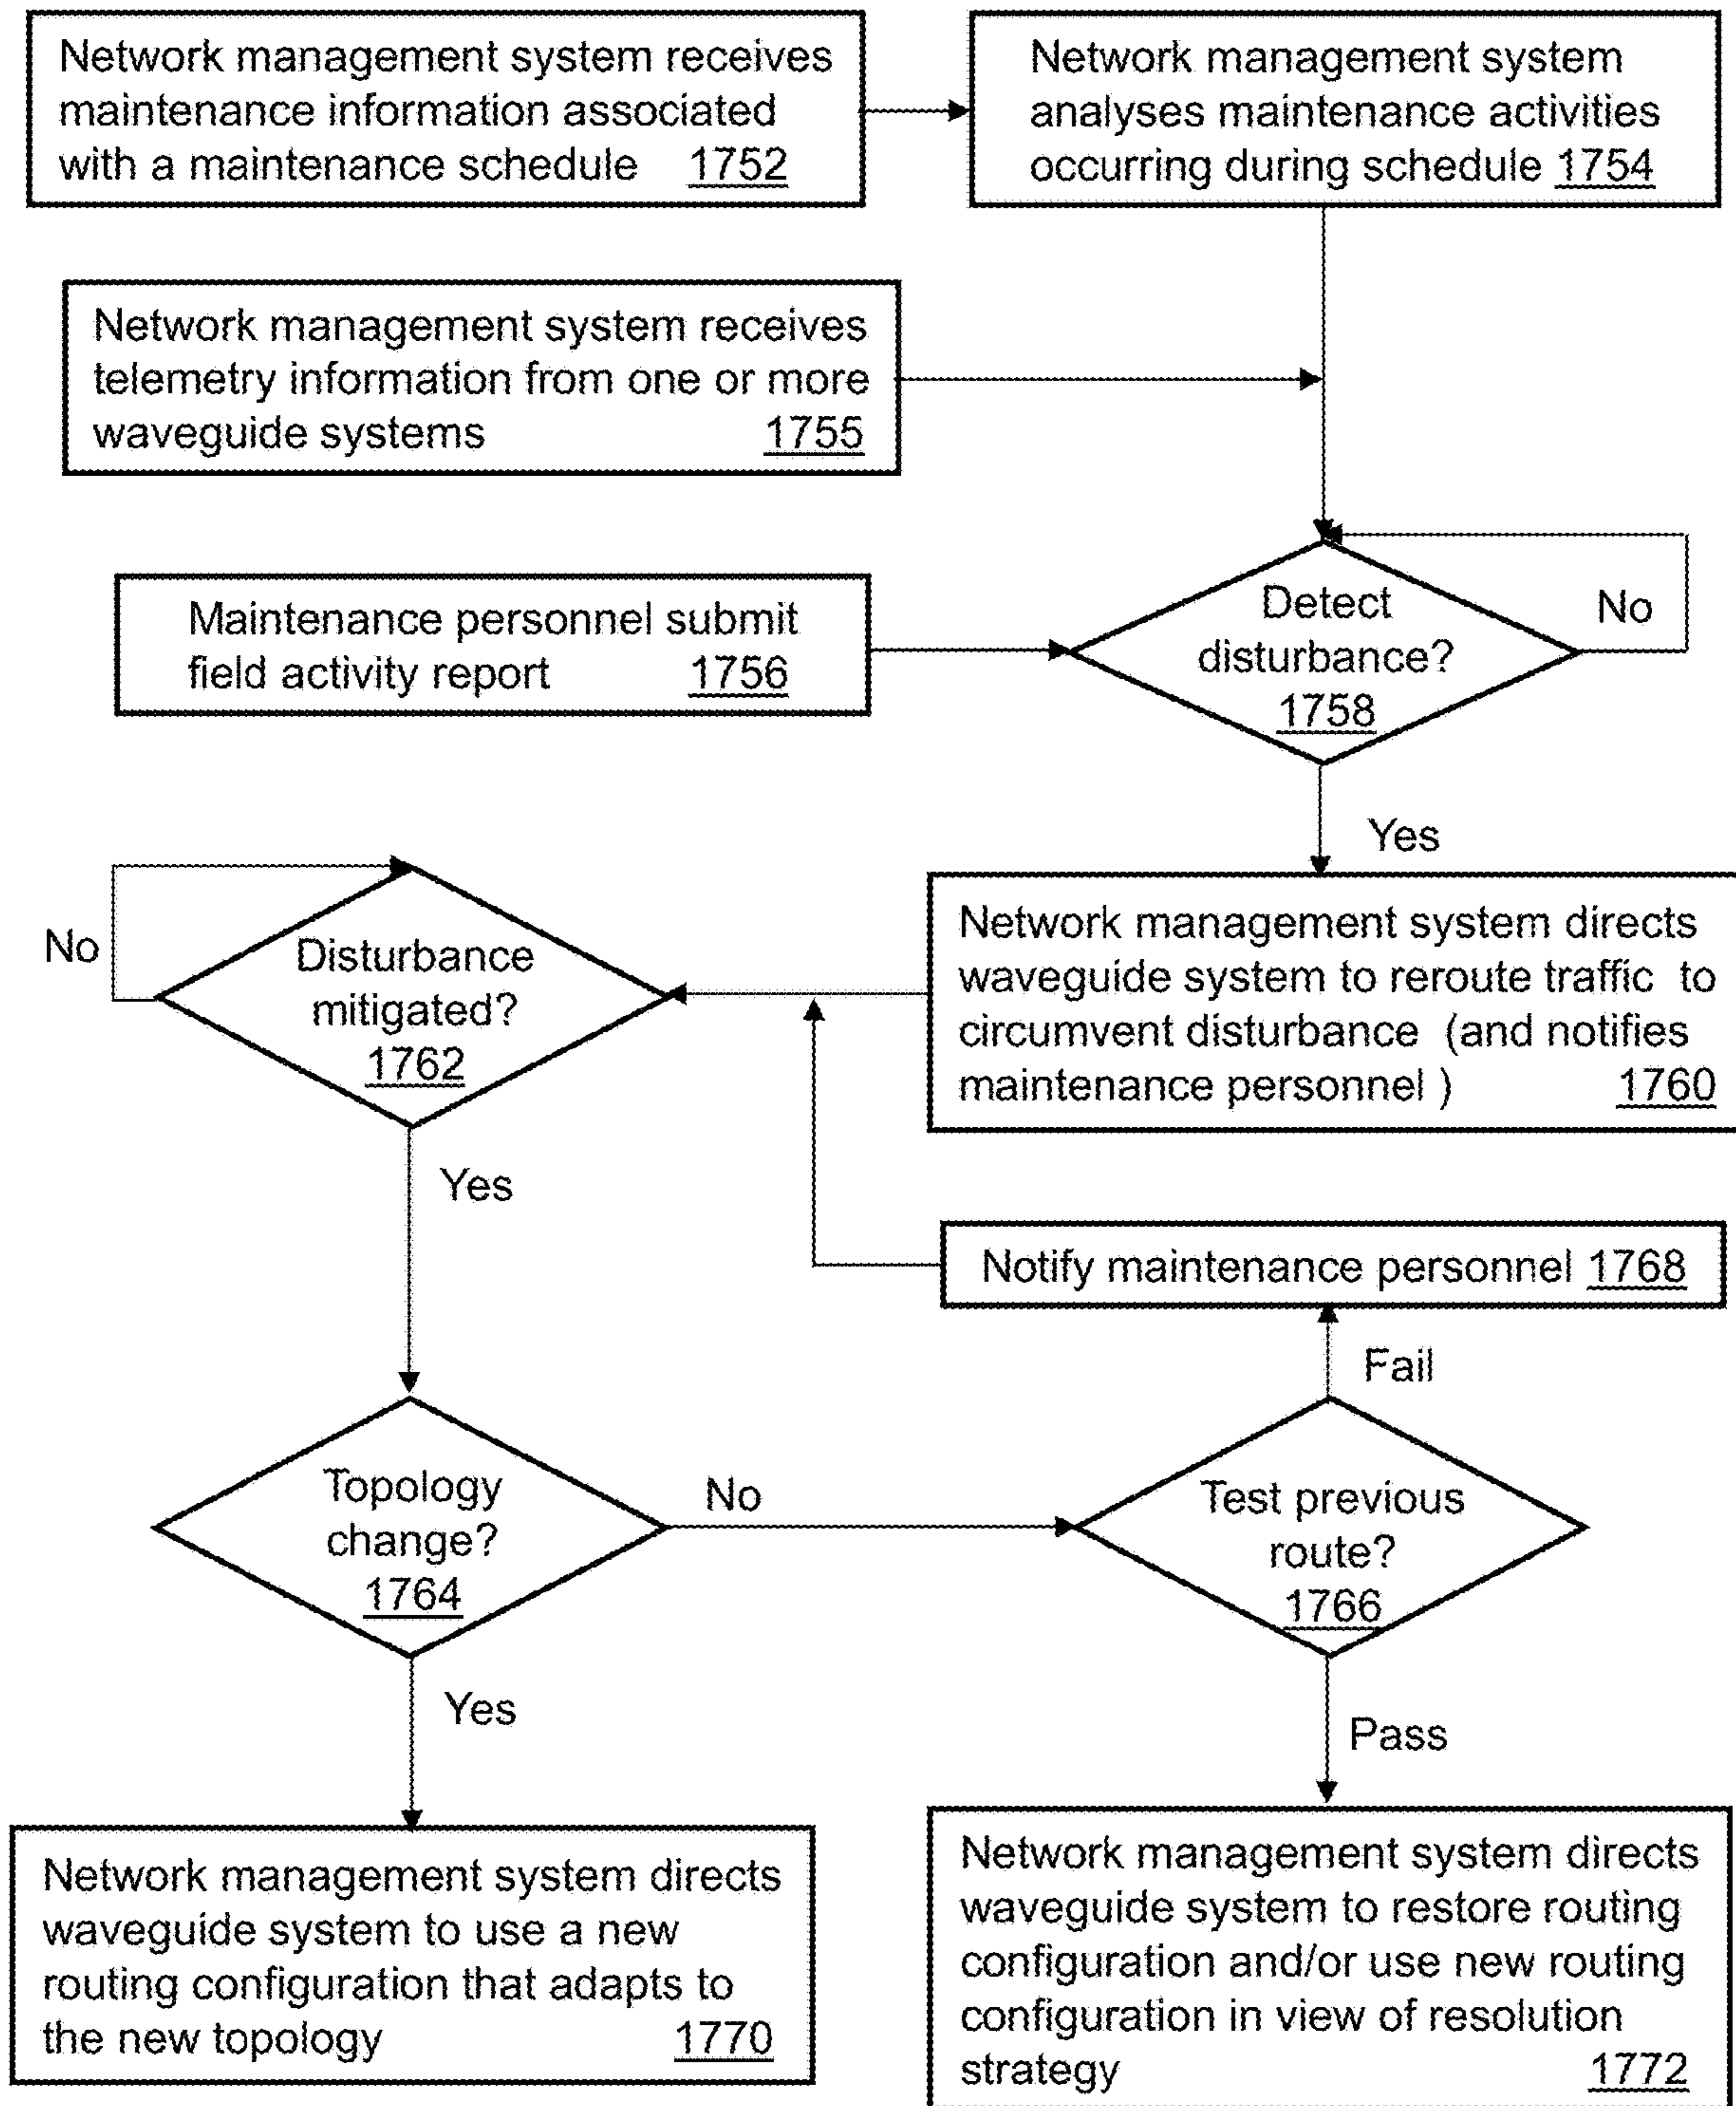 Network management system receives
maintenance information associated
with a maintenance schedule 1752
Network management system
analyses maintenance activities
occurring during schedule 1754
Network management system receives
telemetry information from one or more
waveguide systems 1755
Maintenance personnel submit
field activity report 1756
Detect
disturbance?
1758
No
Yes
Network management system directs
waveguide system to reroute traffic to
circumvent disturbance (and notifies
maintenance personnel ) 1760
Disturbance
mitigated?
1762
No
Yes
Notify maintenance personnel 1768
Fail
Topology
change?
1764
No
Test previous
route?
1766
Yes
Pass
Network management system directs
waveguide system to use a new
routing configuration that adapts to
the new topology 1770
Network management system directs
waveguide system to restore routing
configuration and/or use new routing
configuration in view of resolution
strategy 1772